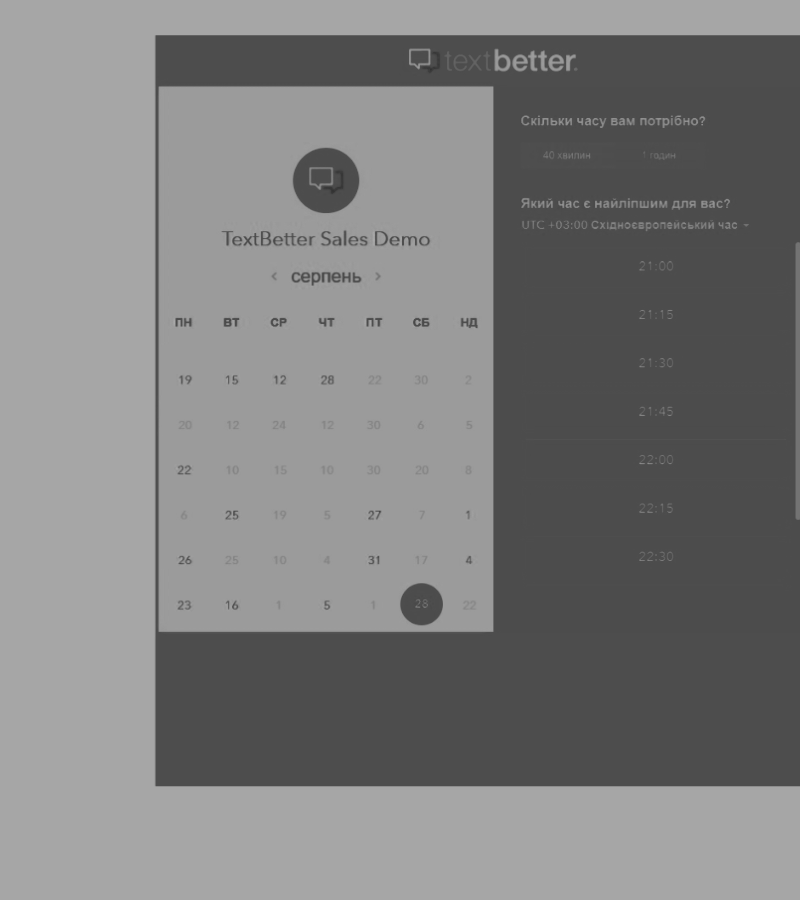 textbetter.
TextBetter Sales Demo
‹ серпень ›
ПН ВТ СР ЧТ ПТ СБ НД
19 15 12 28 22 30 2
20 12 24 12 30 6 5
22 10 15 10 30 20 8
6 25 19 5 27 7 1
26 25 10 4 31 17 4
23 16 1 5 1 28 22
Скільки часу вам потрібно?
40 хвилин 1 годин
Який час є найліпшим для вас?
UTC +03:00 Східноєвропейський час
21:00
21:15
21:30
21:45
22:00
22:15
22:30